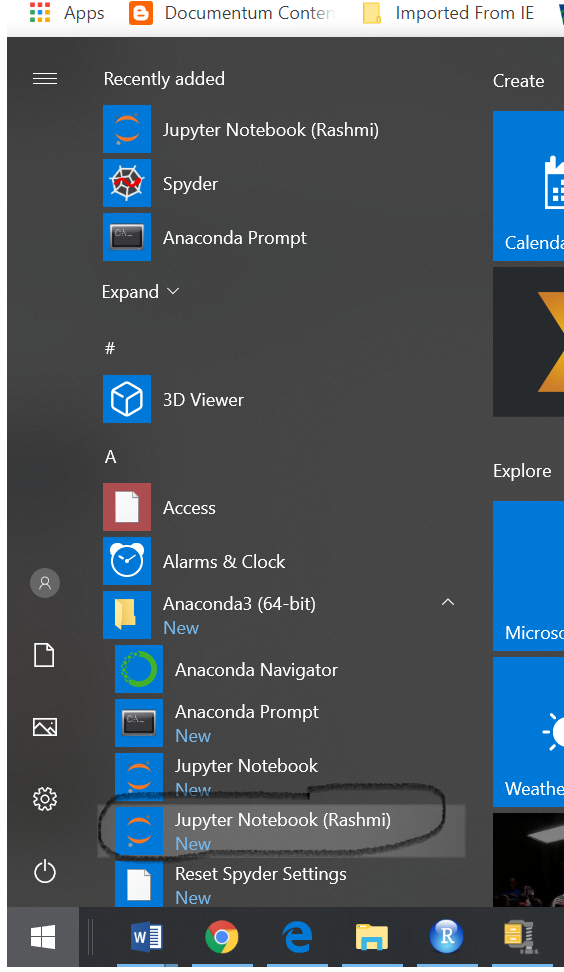 Apps
Documentum Conten
Imported From IE
Recently added
Jupyter Notebook (Rashmi)
Spyder
Anaconda Prompt
Expand
#
3D Viewer
A
Access
Alarms & Clock
Anaconda3 (64-bit)
New
Anaconda Navigator
Anaconda Prompt
New
Jupyter Notebook
New
Jupyter Notebook (Rashmi)
New
Reset Spyder Settings
New
Create
Calenda
Explore
Microso
Weathe